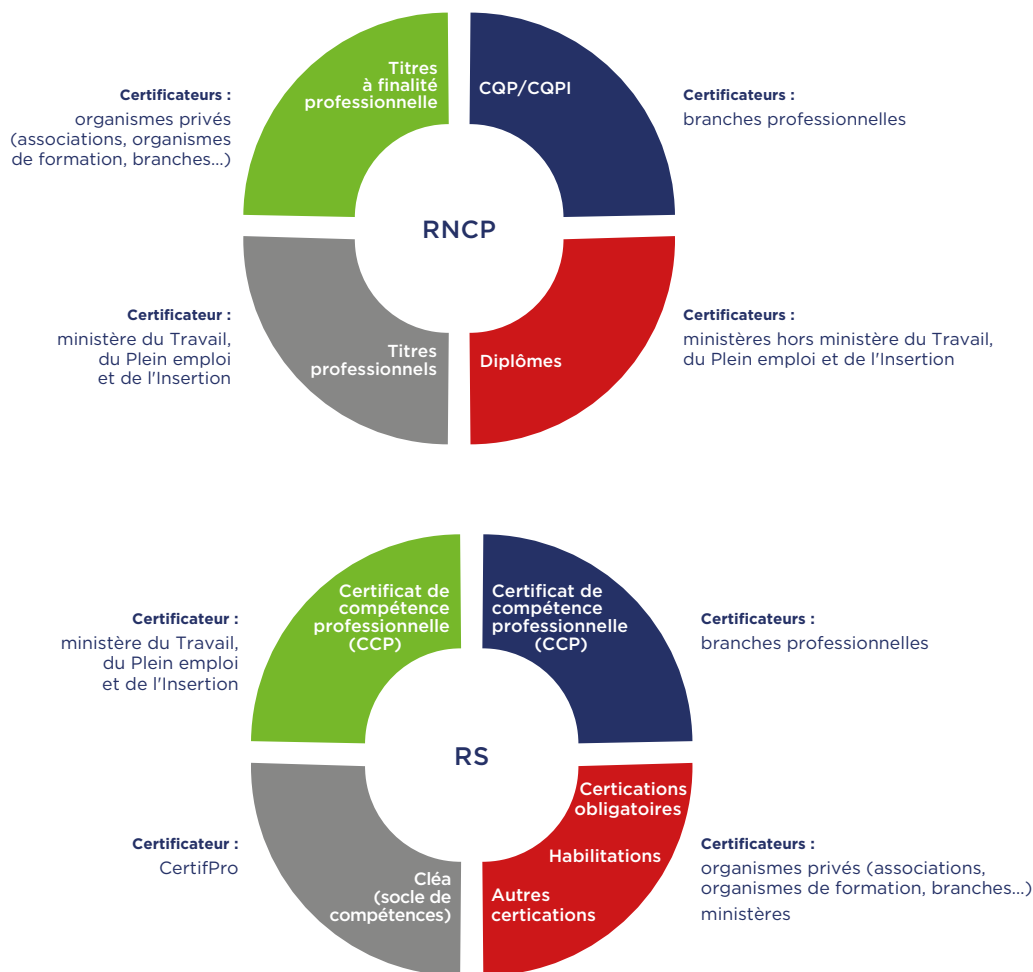 Titres
à finalité
professionnelle
CQP/CQPI
Certificateurs :
organismes privés
(associations, organismes
de formation, branches...)
Certificateurs :
branches professionnelles
RNCP
Certificateur :
ministère du Travail,
du Plein emploi
et de l'Insertion
Titres
professionnels
Diplômes
Certificateurs :
ministères hors ministère du Travail,
du Plein emploi et de l'Insertion
Certificat de
compétence
professionnelle
(CCP)
Certificat de
compétence
professionnelle
(CCP)
Certificateur :
ministère du Travail,
du Plein emploi
et de l'Insertion
Certificateurs :
branches professionnelles
RS
Certications
obligatoires
Habilitations
Autres
certications
Certificateur :
CertifPro
Cléa
(socle de
compétences)
Certificateurs :
organismes privés (associations,
organismes de formation, branches...)
ministères